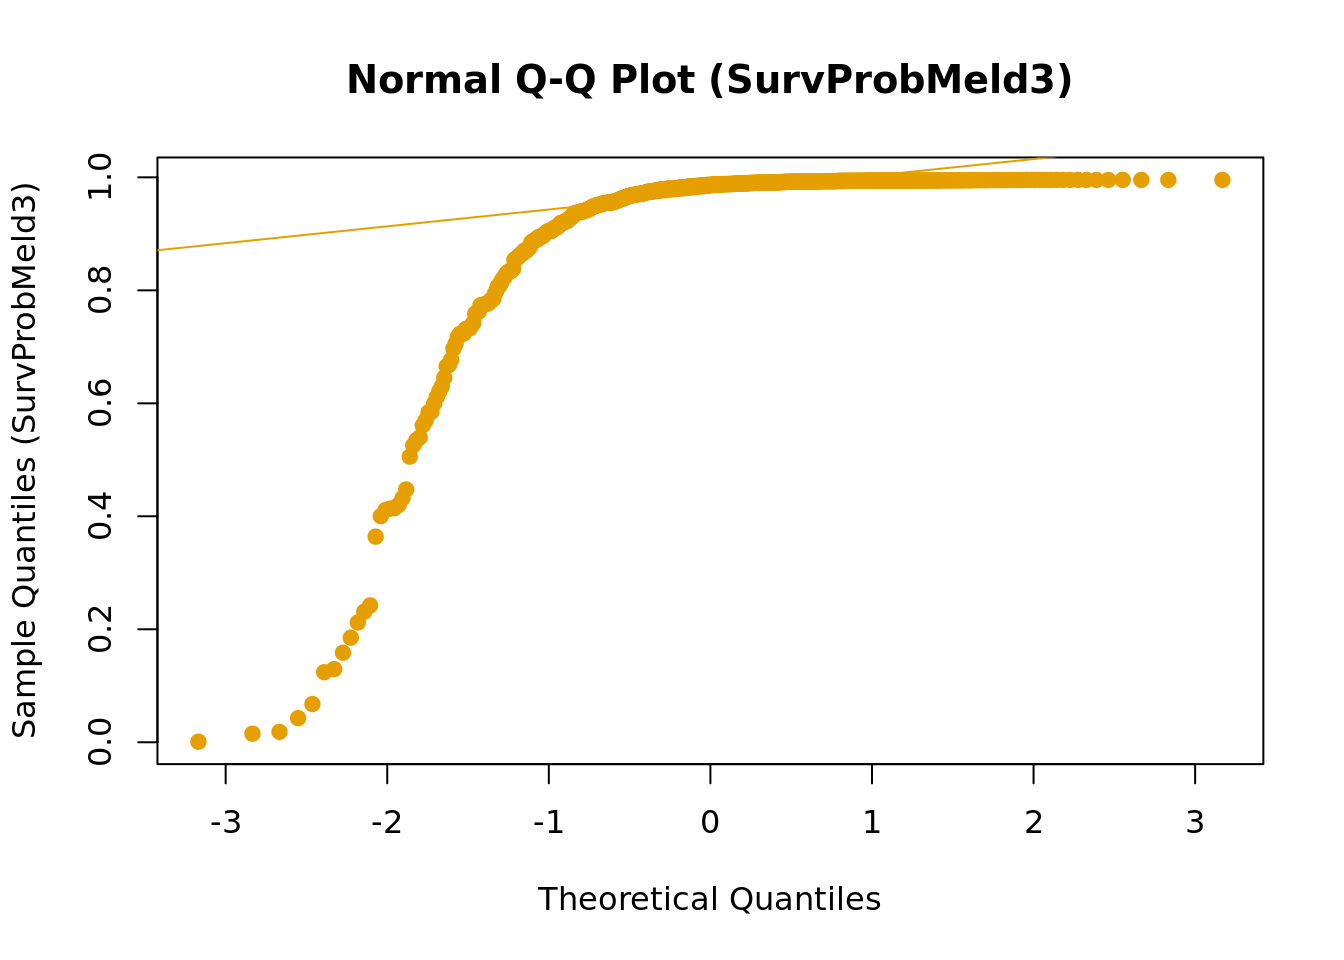 Normal Q-Q Plot (SurvProbMeld3)
Sample Quantiles (SurvProbMeld3)
1.0
0.8
0.6
0.4
0.2
0.0
-3 -2 -1 0 1 2 3
Theoretical Quantiles